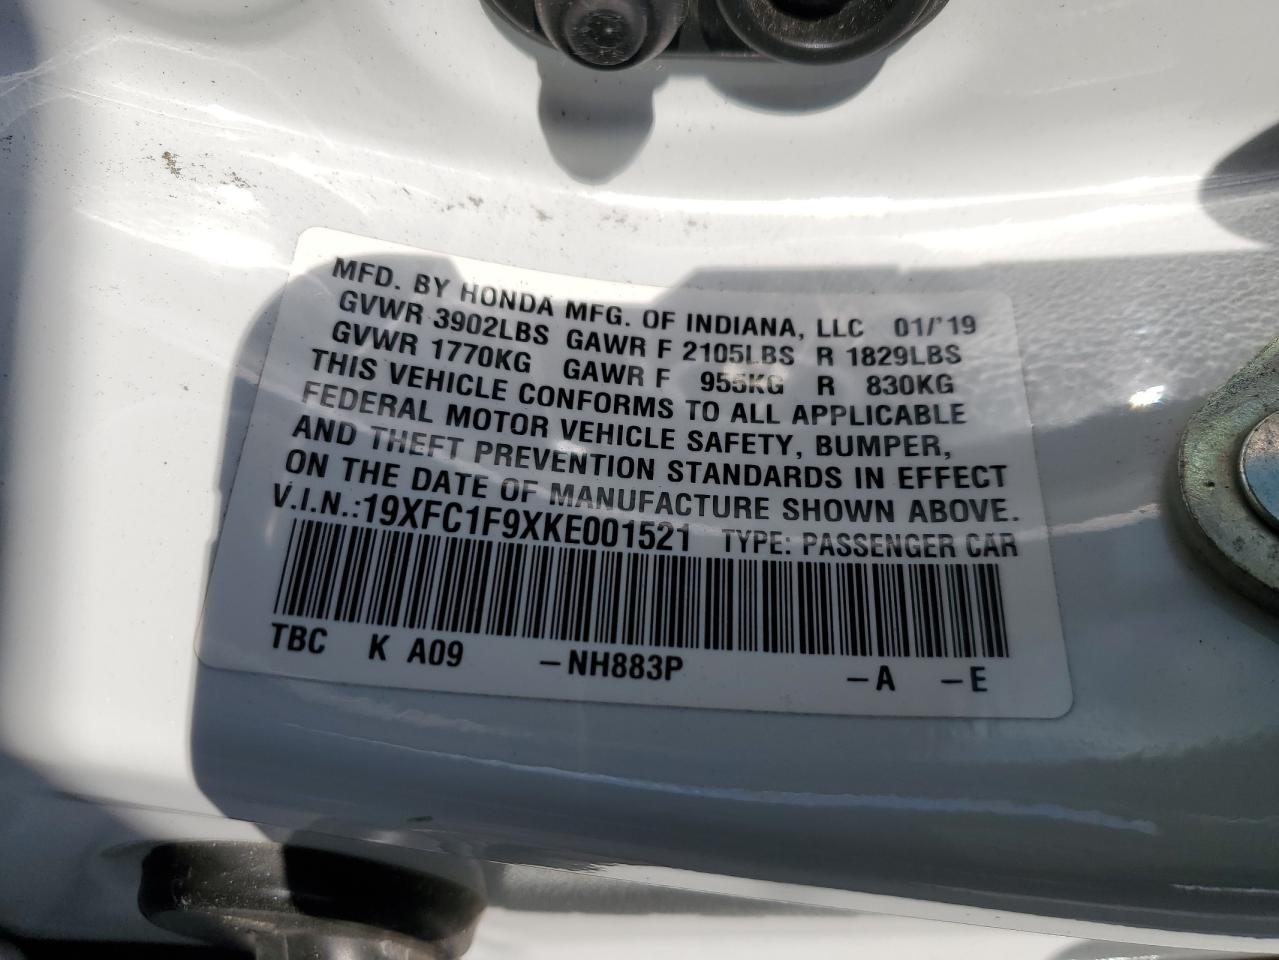 MFD. BY HONDA MFG. OF INDIANA, LLC 01/'19
GVWR 3902LBS GAWR F 2105LBS R 1829LBS
GVWR 1770KG GAWR F 955KG R 830KG
THIS VEHICLE CONFORMS TO ALL APPLICABLE
FEDERAL MOTOR VEHICLE SAFETY, BUMPER,
AND THEFT PREVENTION STANDARDS IN EFFECT
ON THE DATE OF MANUFACTURE SHOWN ABOVE.
V.I.N.:19XFC1F9XKE001521 TYPE: PASSENGER CAR
TBC K A09 –NH883P –A –E